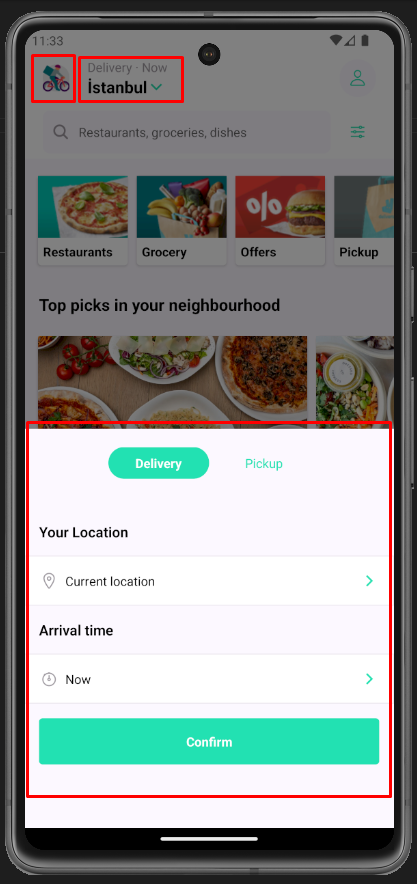 11:33
Delivery · Now
İstanbul
Restaurants, groceries, dishes
%
Restaurants
Grocery
Offers
Pickup
Top picks in your neighbourhood
Delivery
Pickup
Your Location
Current location
Arrival time
Now
Confirm